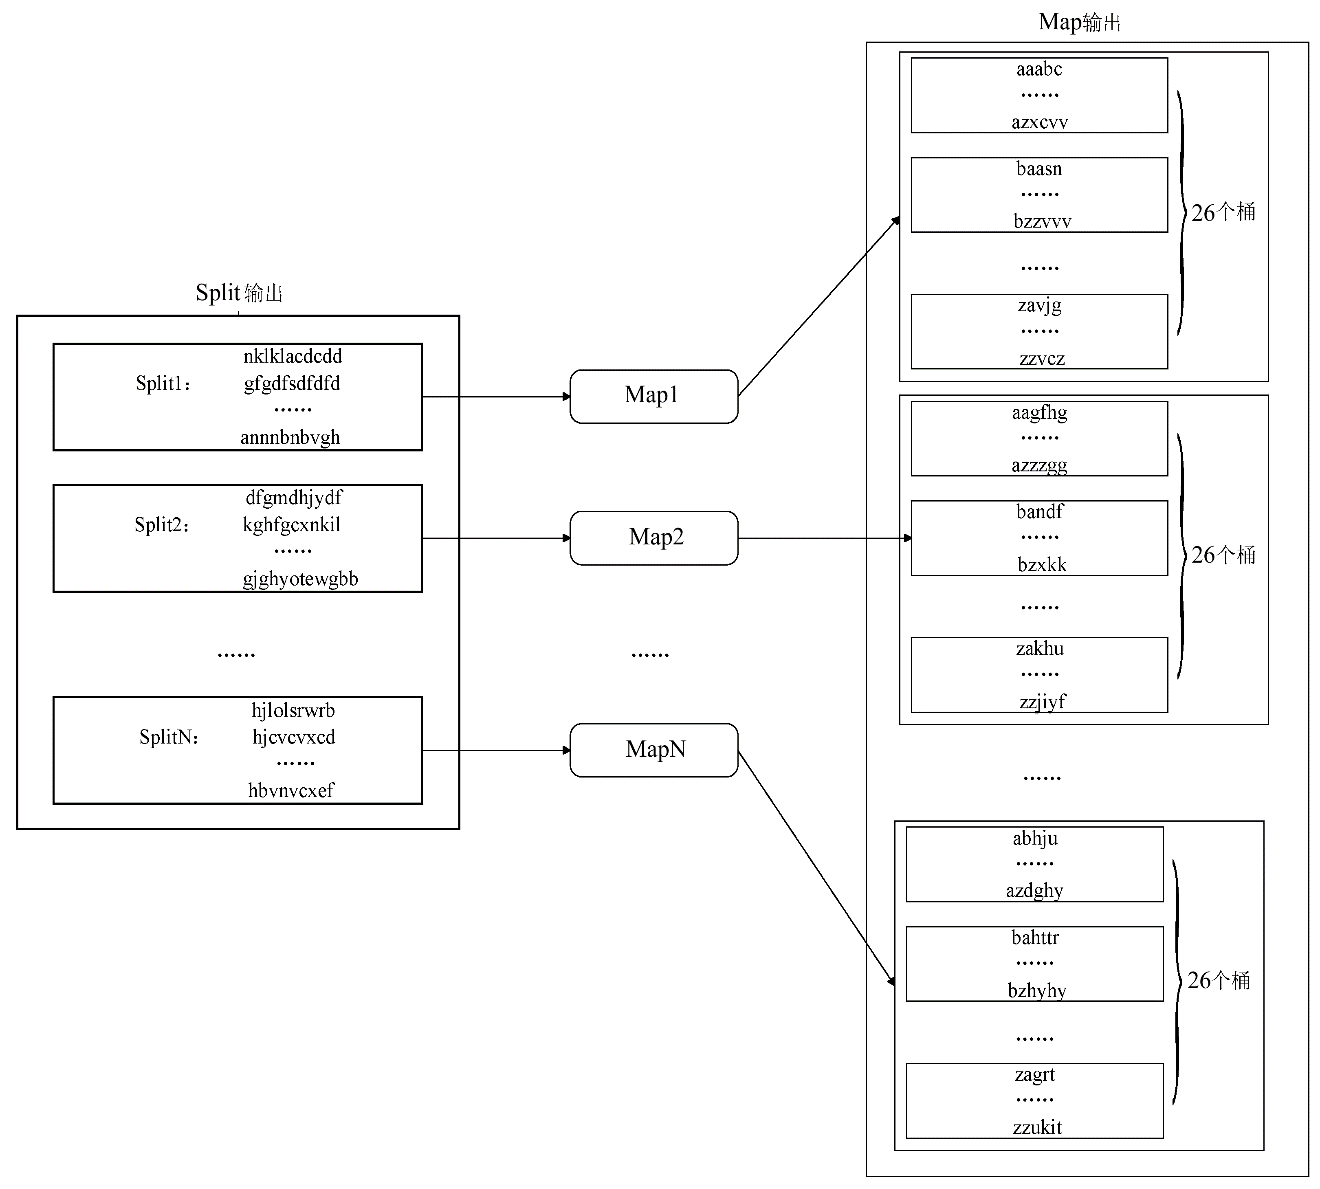 Split输出
Split1：
nklklacdcdd
gfgdfsdfdfd
……
annnbnbvgh
Split2：
dfgmdhjydf
kghfgcxnkil
……
gjghyotewgbb
……
SplitN：
hjlolsrwrb
hjcvcvxcd
……
hbvnvcxef
Map1
Map2
……
MapN
Map输出
aaabc
……
azxcvv
baasn
……
bzzvvv
……
zavjg
……
zzvcz
26个桶
aagfhg
……
azzzgg
bandf
……
bzxkk
……
zakhu
……
zzjiyf
26个桶
……
abhju
……
azdghy
bahttr
……
bzhyhy
……
zagrt
……
zzukit
26个桶